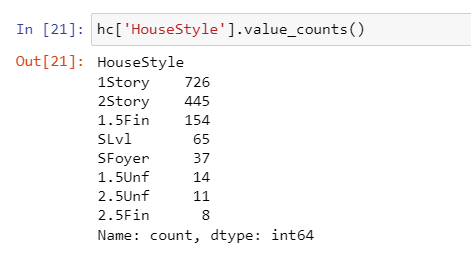 In [21]: hc['HouseStyle'].value_counts()
Out[21]: HouseStyle
1Story    726
2Story    445
1.5Fin    154
SLvl       65
SFoyer     37
1.5Unf     14
2.5Unf     11
2.5Fin      8
Name: count, dtype: int64